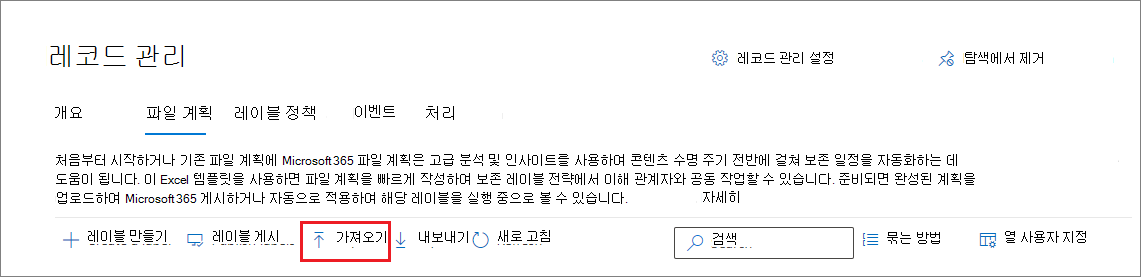 레코드 관리
레코드 관리 설정
탐색에서 제거
개요 파일 계획 레이블 정책 이벤트 처리
처음부터 시작하거나 기존 파일 계획에 Microsoft 365 파일 계획은 고급 분석 및 인사이트를 사용하여 콘텐츠 수명 주기 전반에 걸쳐 보존 일정을 자동화하는 데
도움이 됩니다. 이 Excel 템플릿을 사용하면 파일 계획을 빠르게 작성하여 보존 레이블 전략에서 이해 관계자와 공동 작업할 수 있습니다. 준비되면 완성된 계획을
업로드하여 Microsoft 365 게시하거나 자동으로 적용하여 해당 레이블을 실행 중으로 볼 수 있습니다. 자세히
레이블 만들기 레이블 게시 가져오기 내보내기 새로 고침 검색 묶는 방법 열 사용자 지정